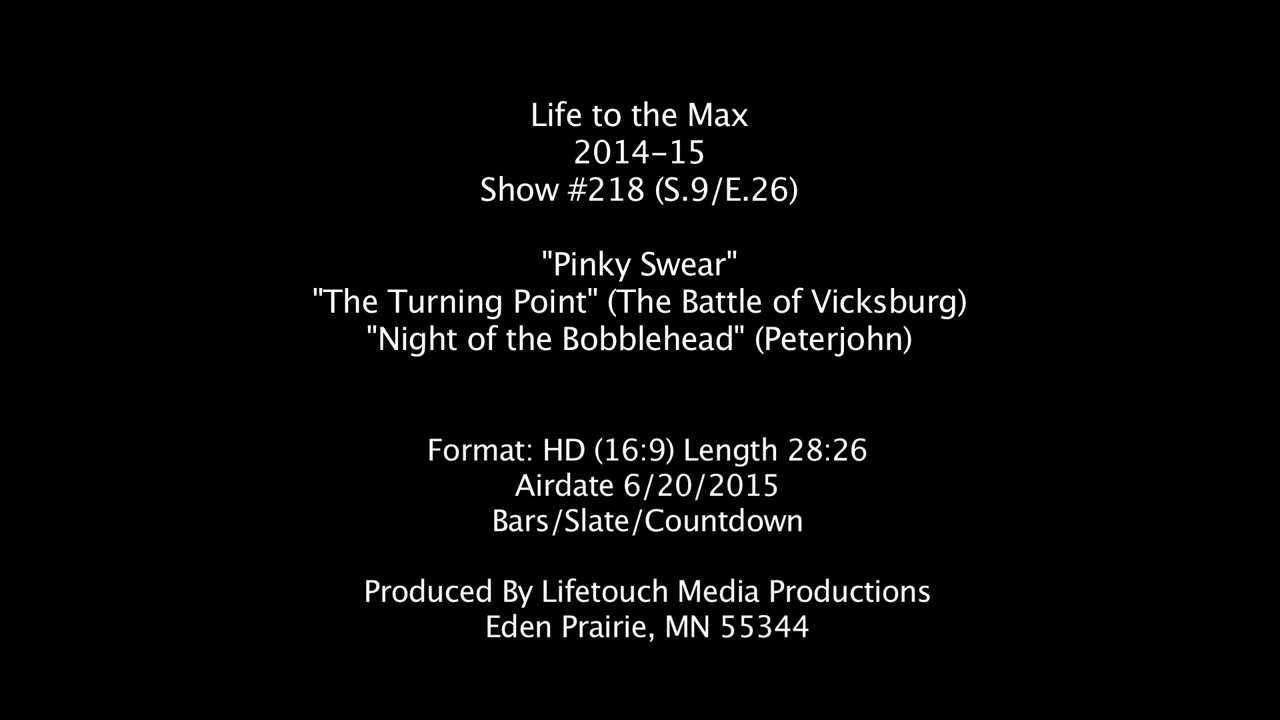 Life to the Max
2014-15
Show #218 (S.9/E.26)
"Pinky Swear"
"The Turning Point" (The Battle of Vicksburg)
"Night of the Bobblehead" (Peterjohn)
Format: HD (16:9) Length 28:26
Airdate 6/20/2015
Bars/Slate/Countdown
Produced By Lifetouch Media Productions
Eden Prairie, MN 55344